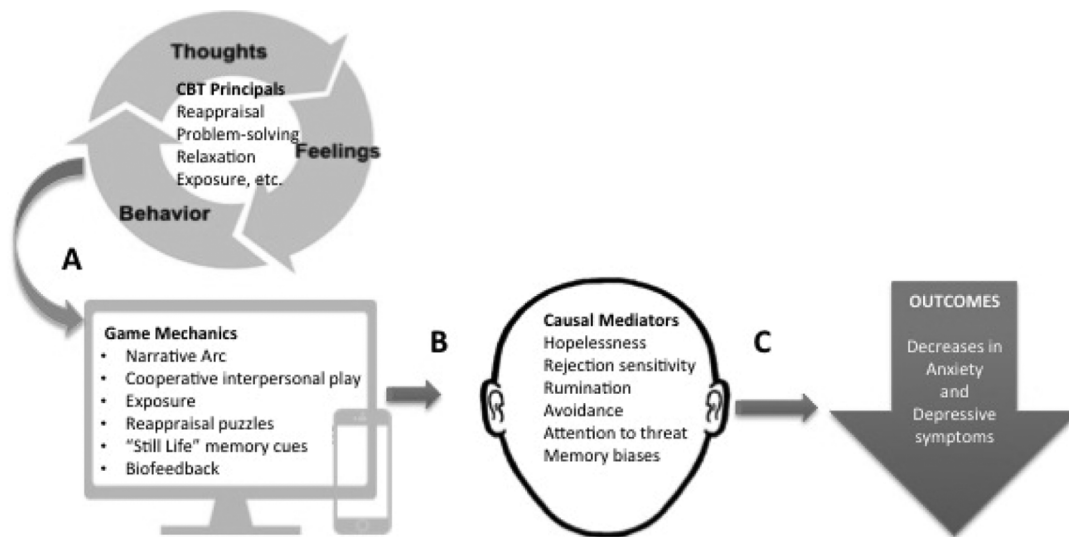 Thoughts
CBT Principals
Reappraisal
Problem-solving
Relaxation
Exposure, etc.
Feelings
Behavior
A
Game Mechanics
• Narrative Arc
• Cooperative interpersonal play
• Exposure
• Reappraisal puzzles
• “Still Life” memory cues
• Biofeedback
B
Causal Mediators
Hopelessness
Rejection sensitivity
Rumination
Avoidance
Attention to threat
Memory biases
C
OUTCOMES
Decreases in
Anxiety
and
Depressive
symptoms